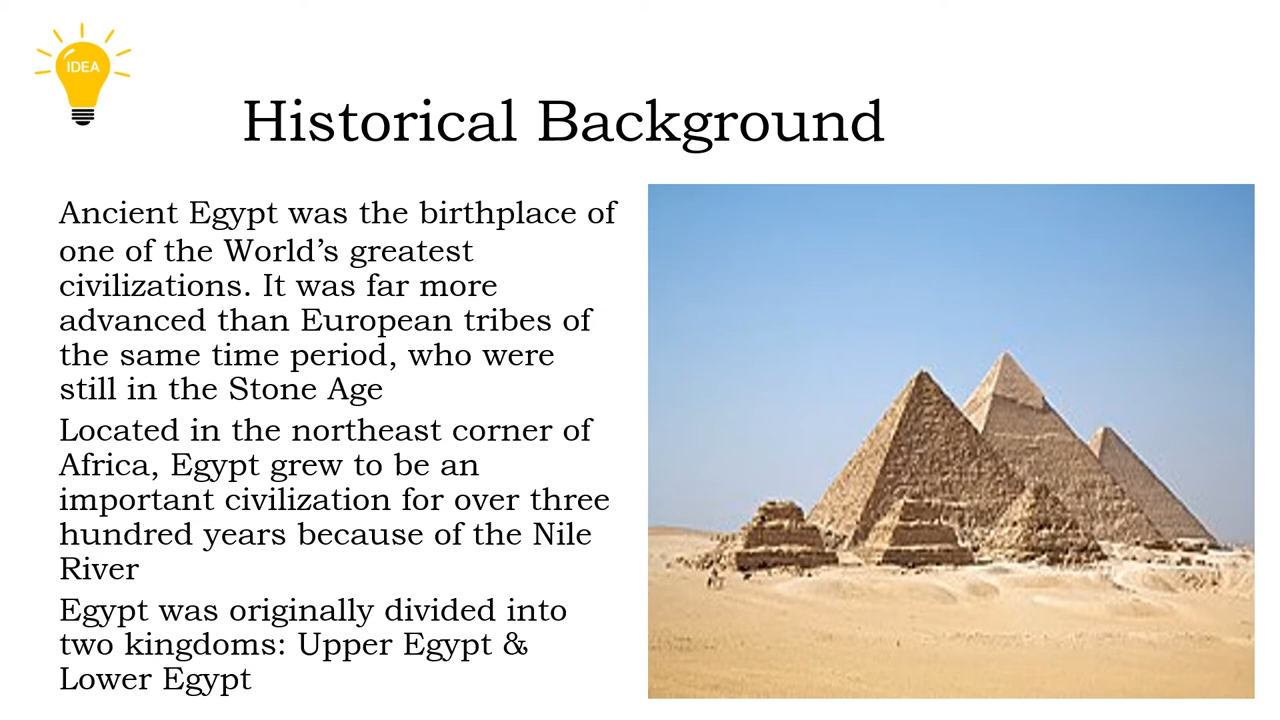 IDEA
Historical Background
Ancient Egypt was the birthplace of
one of the World’s greatest
civilizations. It was far more
advanced than European tribes of
the same time period, who were
still in the Stone Age
Located in the northeast corner of
Africa, Egypt grew to be an
important civilization for over three
hundred years because of the Nile
River
Egypt was originally divided into
two kingdoms: Upper Egypt &
Lower Egypt